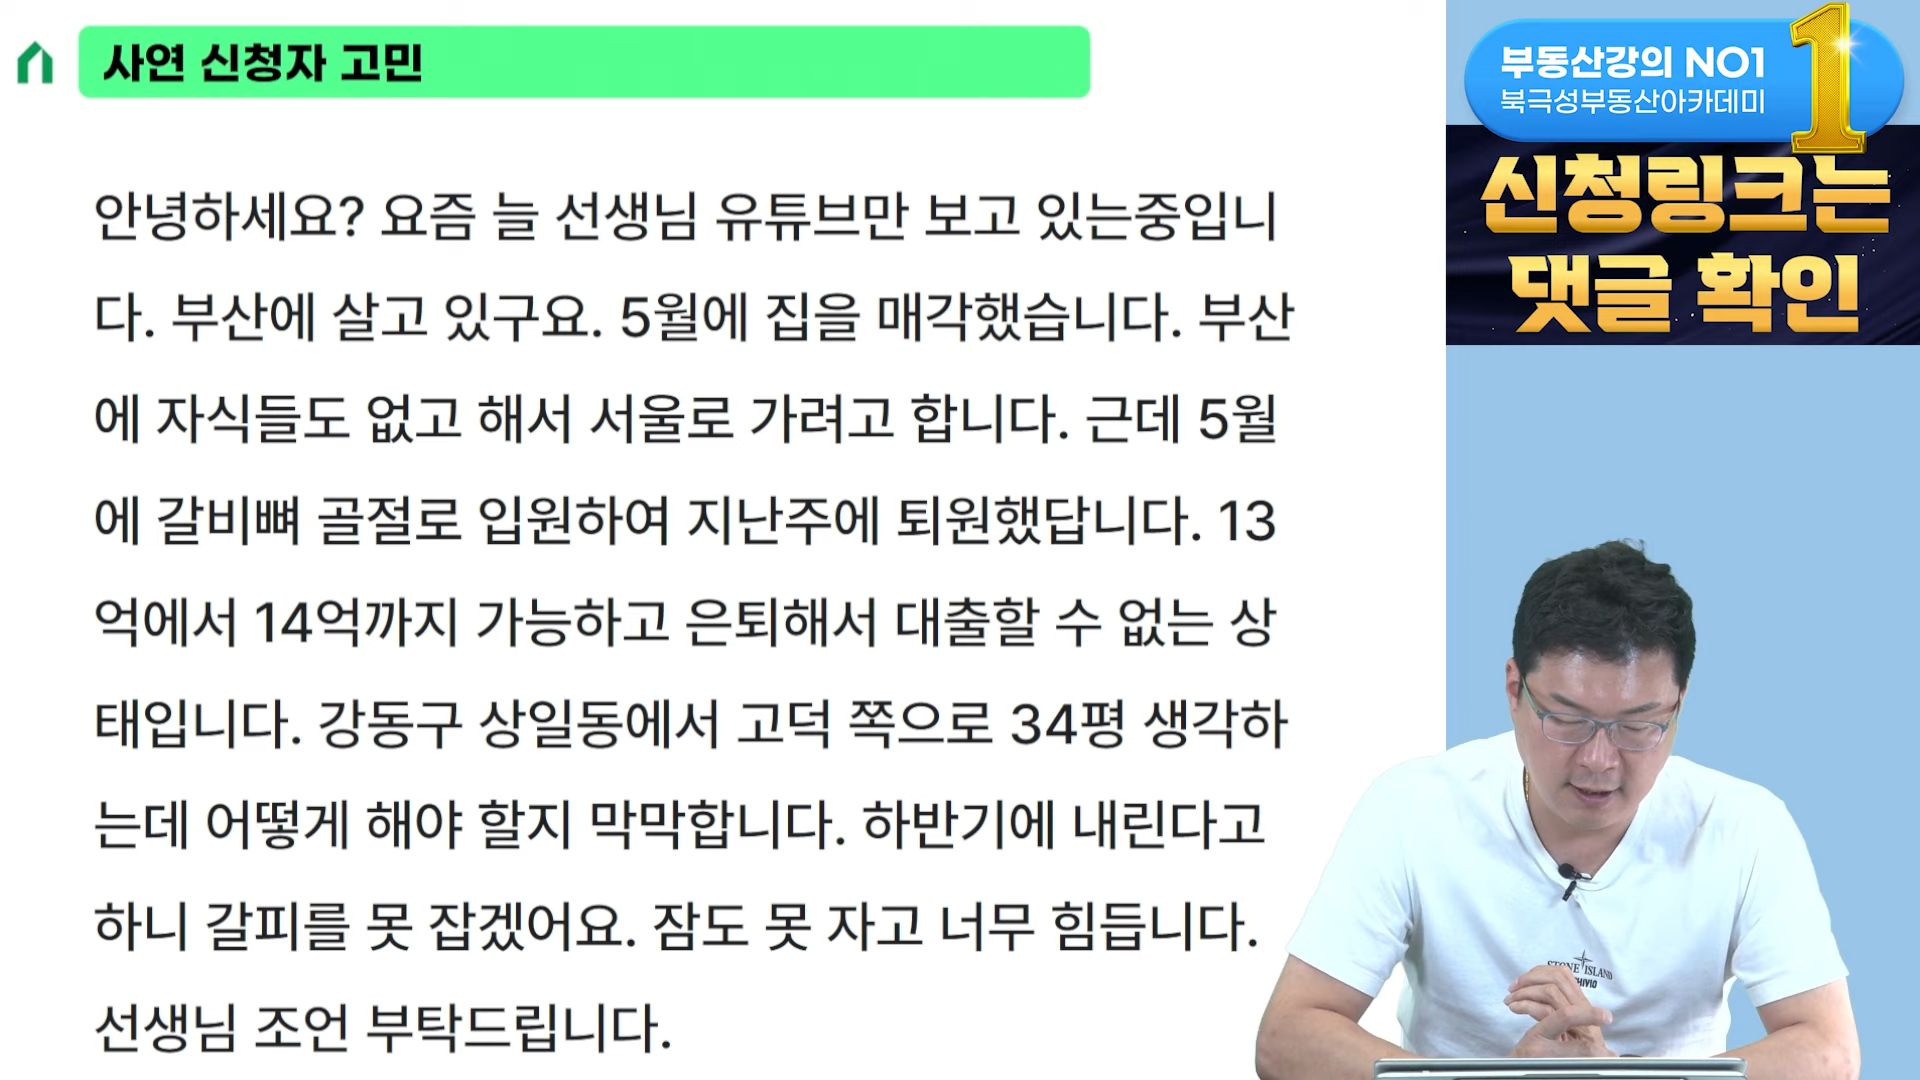 사연 신청자 고민
안녕하세요? 요즘 늘 선생님 유튜브만 보고 있는중입니
다. 부산에 살고 있구요. 5월에 집을 매각했습니다. 부산
에 자식들도 없고 해서 서울로 가려고 합니다. 근데 5월
에 갈비뼈 골절로 입원하여 지난주에 퇴원했답니다. 13
억에서 14억까지 가능하고 은퇴해서 대출할 수 없는 상
태입니다. 강동구 상일동에서 고덕 쪽으로 34평 생각하
는데 어떻게 해야 할지 막막합니다. 하반기에 내린다고
하니 갈피를 못 잡겠어요. 잠도 못 자고 너무 힘듭니다.
선생님 조언 부탁드립니다.
부동산강의 NO1
북극성부동산아카데미
1
신청링크는
댓글 확인
STONE ISLAND